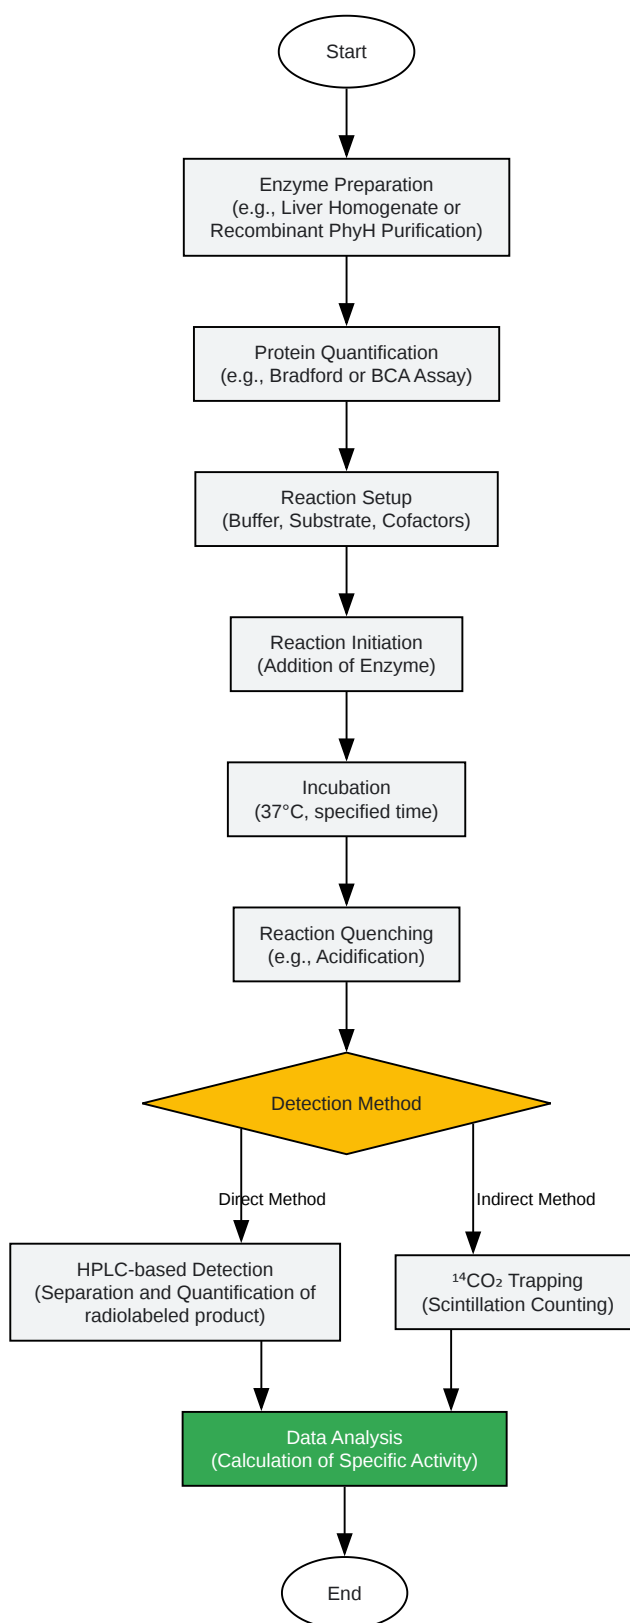 Start
Enzyme Preparation
(e.g., Liver Homogenate or
Recombinant PhyH Purification)
Protein Quantification
(e.g., Bradford or BCA Assay)
Reaction Setup
(Buffer, Substrate, Cofactors)
Reaction Initiation
(Addition of Enzyme)
Incubation
(37°C, specified time)
Reaction Quenching
(e.g., Acidification)
Detection Method
Direct Method
Indirect Method
HPLC-based Detection
(Separation and Quantification of
radiolabeled product)
¹⁴CO₂ Trapping
(Scintillation Counting)
Data Analysis
(Calculation of Specific Activity)
End